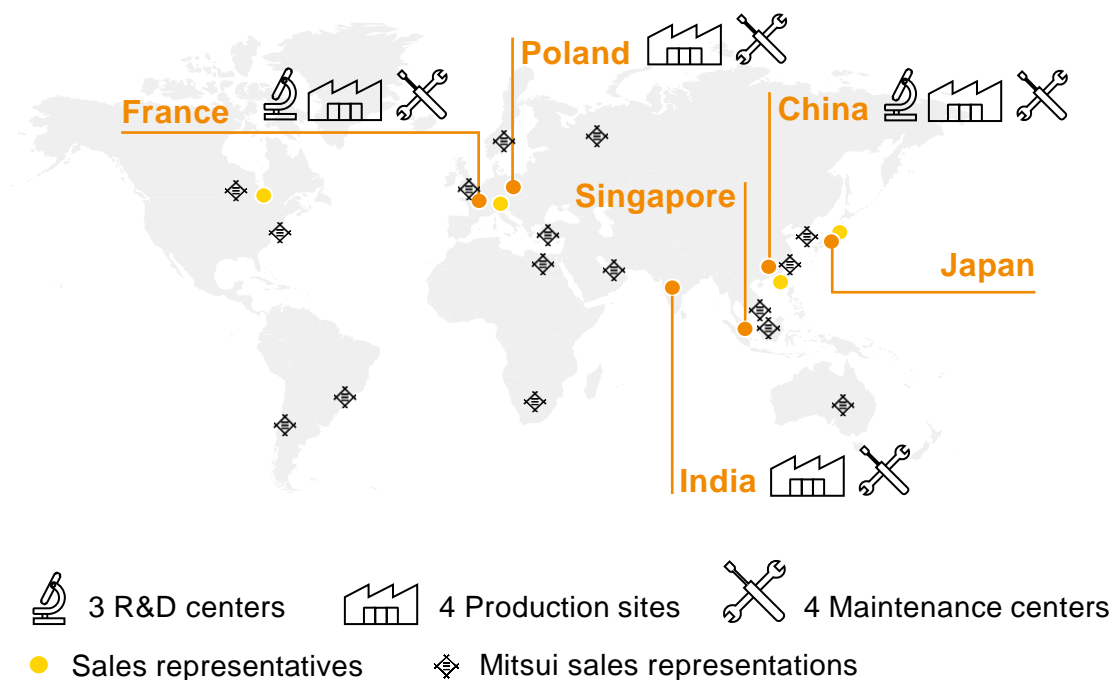 Poland
France
China
Singapore
Japan
India
3 R&D centers
4 Production sites
4 Maintenance centers
Sales representatives
Mitsui sales representations